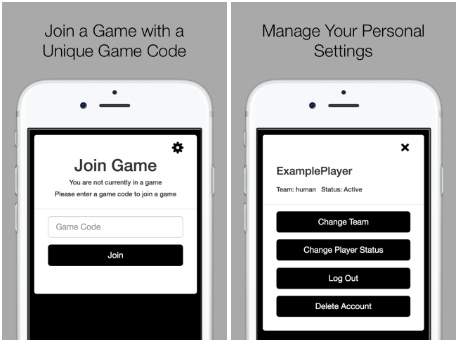 Join a Game with a
Unique Game Code
Join Game
You are not currently in a game
Please enter a game code to join a game
Game Code
Join
Manage Your Personal
Settings
ExamplePlayer
Team: human Status: Active
Change Team
Change Player Status
Log Out
Delete Account